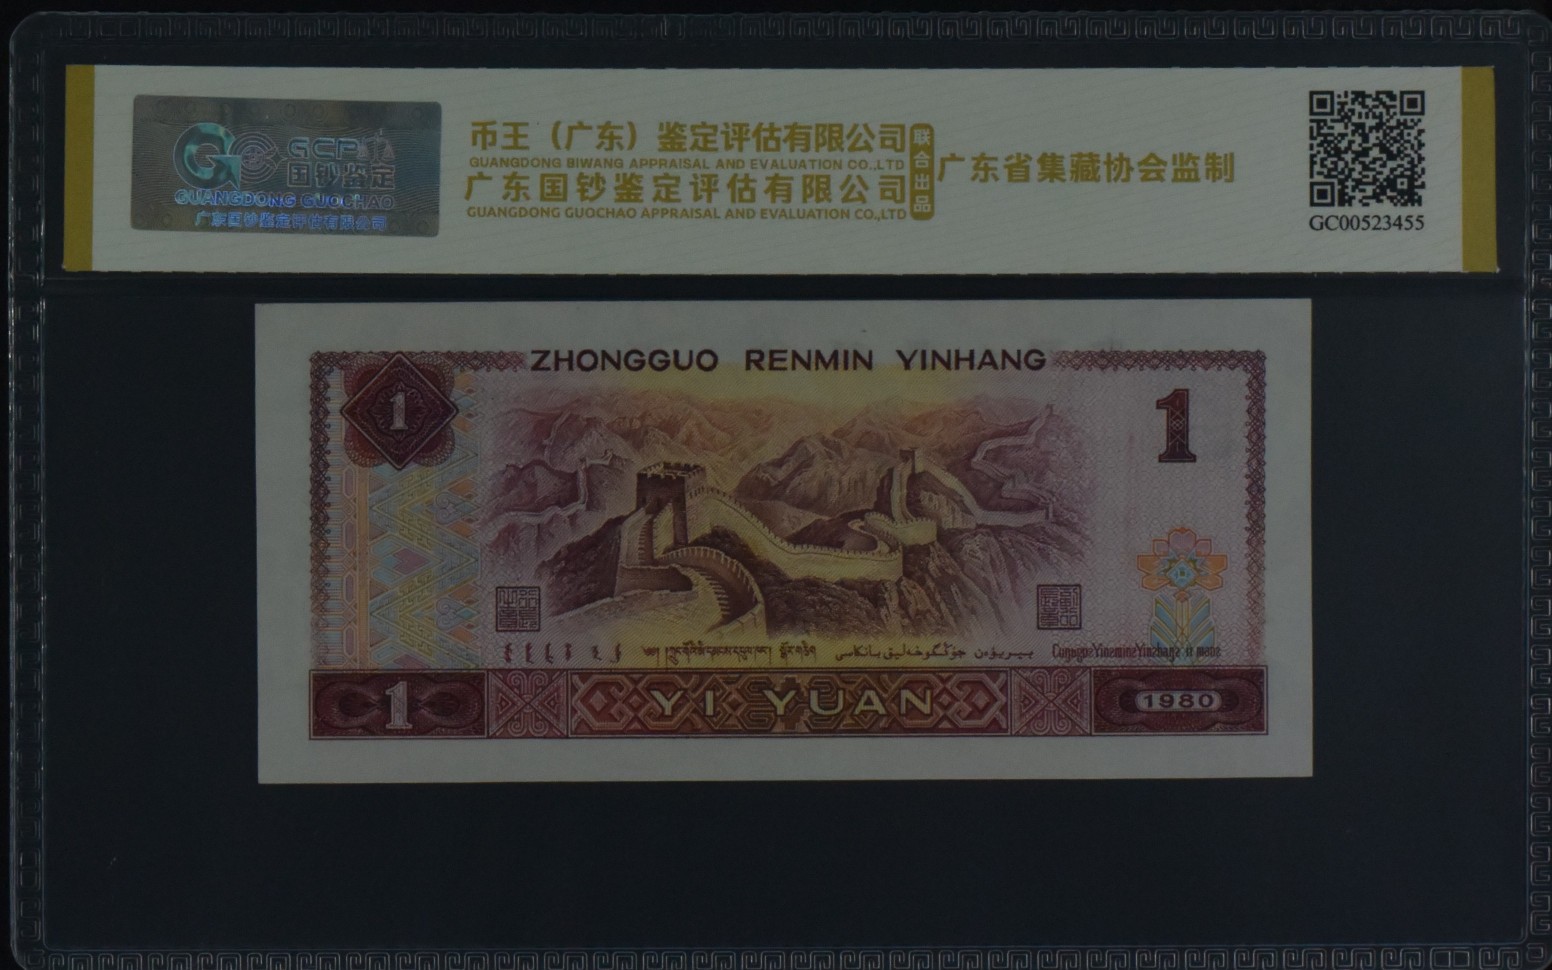 GCP
国钞鉴定
GUANGDONG GUOCHAO
广东国钞鉴定评估有限公司
币王（广东）鉴定评估有限公司
GUANGDONG BIWANG APPRAISAL AND EVALUATION CO.,LTD
广东国钞鉴定评估有限公司
GUANGDONG GUOCHAO APPRAISAL AND EVALUATION CO.,LTD
联合出品
广东省集藏协会监制
GC00523455
ZHONGGUO RENMIN YINHANG
1
1
1
YI YUAN
1980